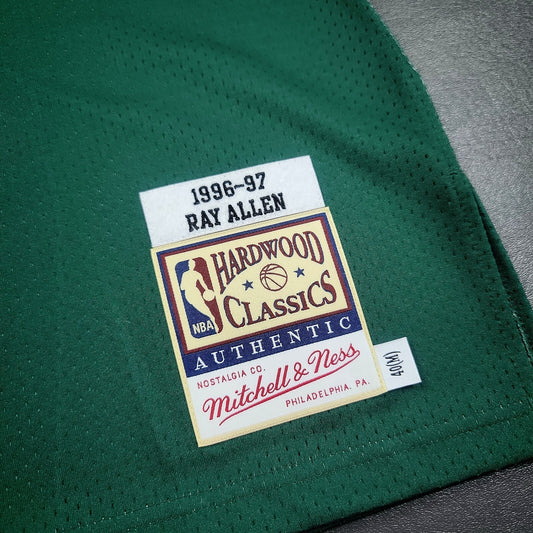 1996-97
RAY ALLEN
HARDWOOD
CLASSICS
NBA
AUTHENTIC
NOSTALGIA CO.
Mitchell & Ness
PHILADELPHIA, PA.
40(M)